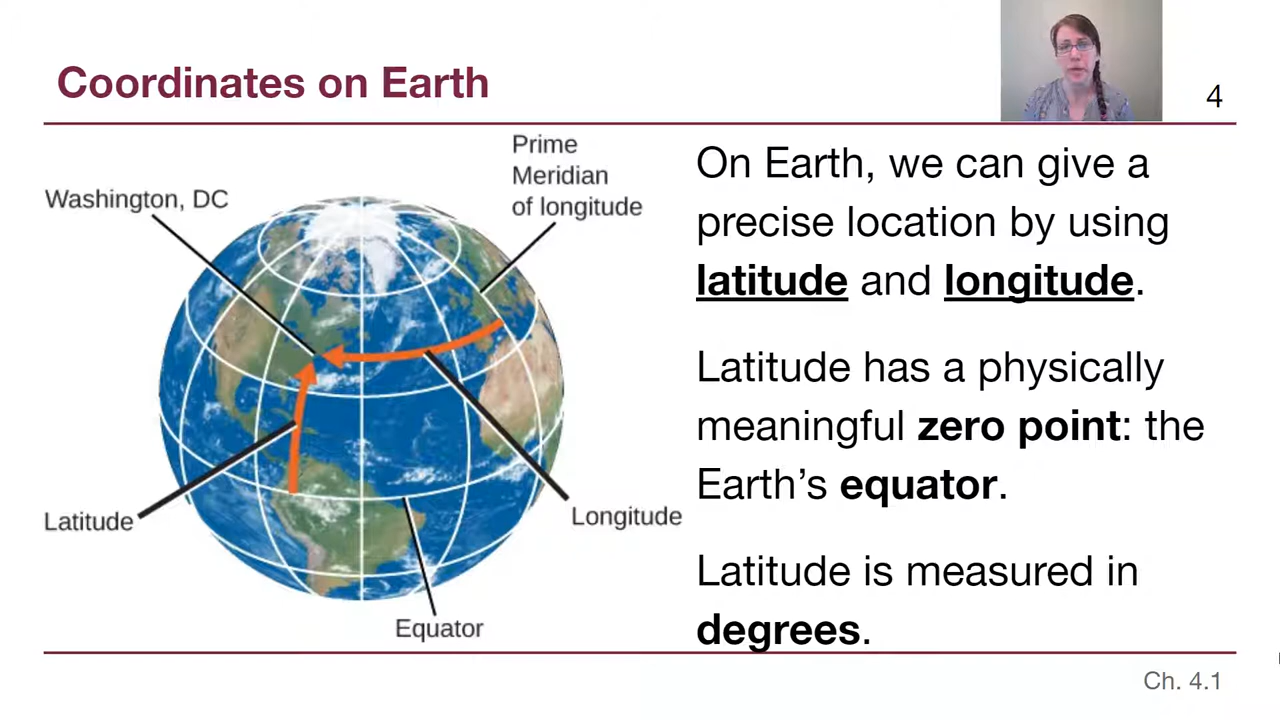 Coordinates on Earth
4
Prime
Meridian
of longitude
Washington, DC
Latitude
Longitude
Equator
On Earth, we can give a
precise location by using
latitude and longitude.
Latitude has a physically
meaningful zero point: the
Earth’s equator.
Latitude is measured in
degrees.
Ch. 4.1